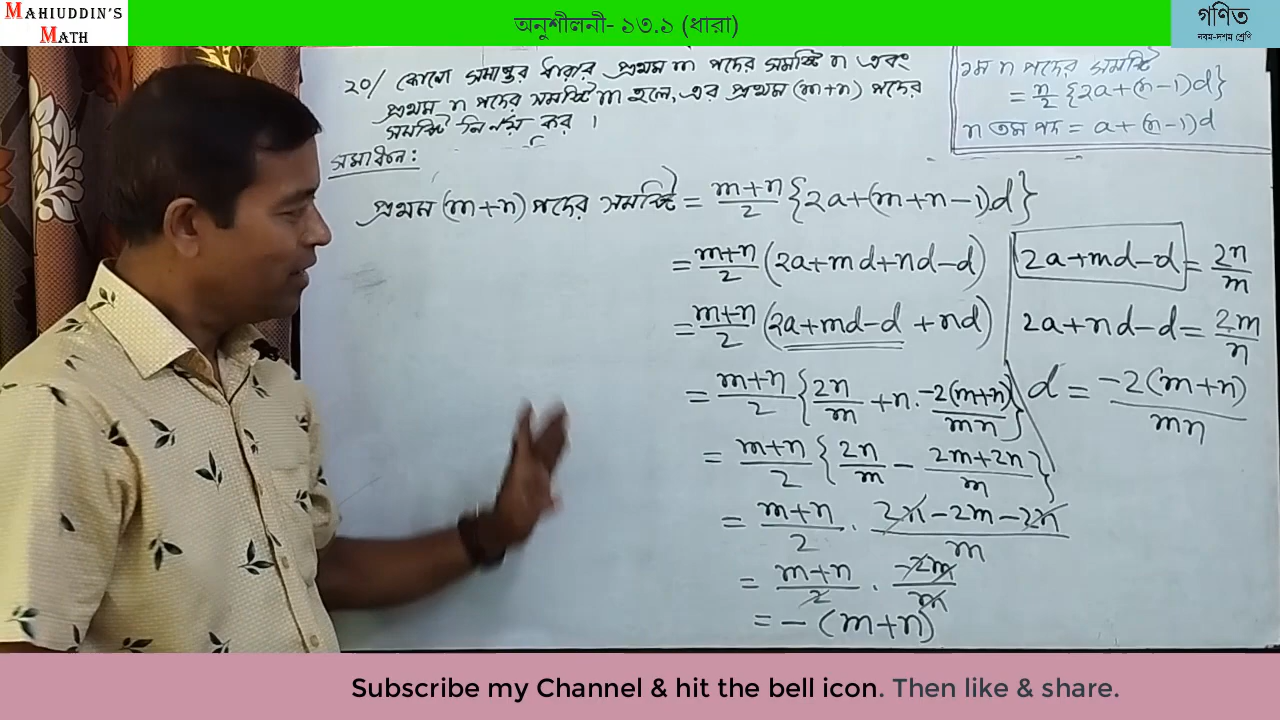 MAHIUDDIN'S
MATH
অনুশীলনী- ১৩.১ (ধারা)
গণিত
নবম-দশম শ্রেণি
২০/ কোনো সমান্তর ধারার প্রথম m পদের সমষ্টি n এবং
প্রথম n পদের সমষ্টি m হলে, এর প্রথম (m+n) পদের
সমষ্টি নির্ণয় কর।
১ম n পদের সমষ্টি
= n/2 {2a+(n-1)d}
n তম পদ = a+(n-1)d
সমাধান:
প্রথম (m+n) পদের সমষ্টি = m+n/2 {2a+(m+n-1)d}
= m+n/2 (2a+md+nd-d)
= m+n/2 (2a+md-d +nd)
= m+n/2 {2n/m +n. -2(m+n)/mn}
= m+n/2 {2n/m - 2m+2n/m}
= m+n/2 . 2n-2m-2n/m
= m+n/2 . -2m/m
= -(m+n)
2a+md-d = 2n/m
2a+nd-d = 2m/n
d = -2(m+n)/mn
Subscribe my Channel & hit the bell icon. Then like & share.